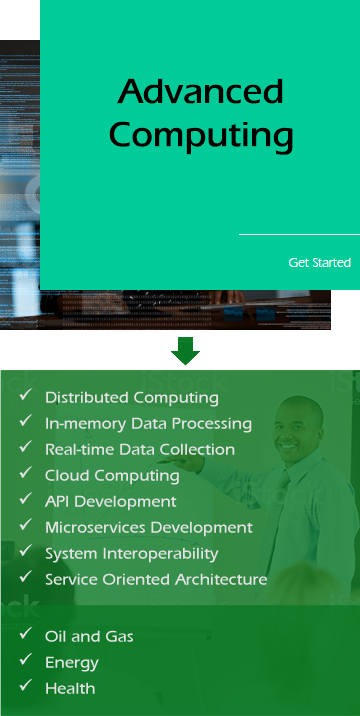 Advanced
Computing
Get Started
iStock
Distributed Computing
In-memory Data Processing
Real-time Data Collection
Cloud Computing
API Development
Microservices Development
System Interoperability
Service Oriented Architecture
Oil and Gas
Energy
Health